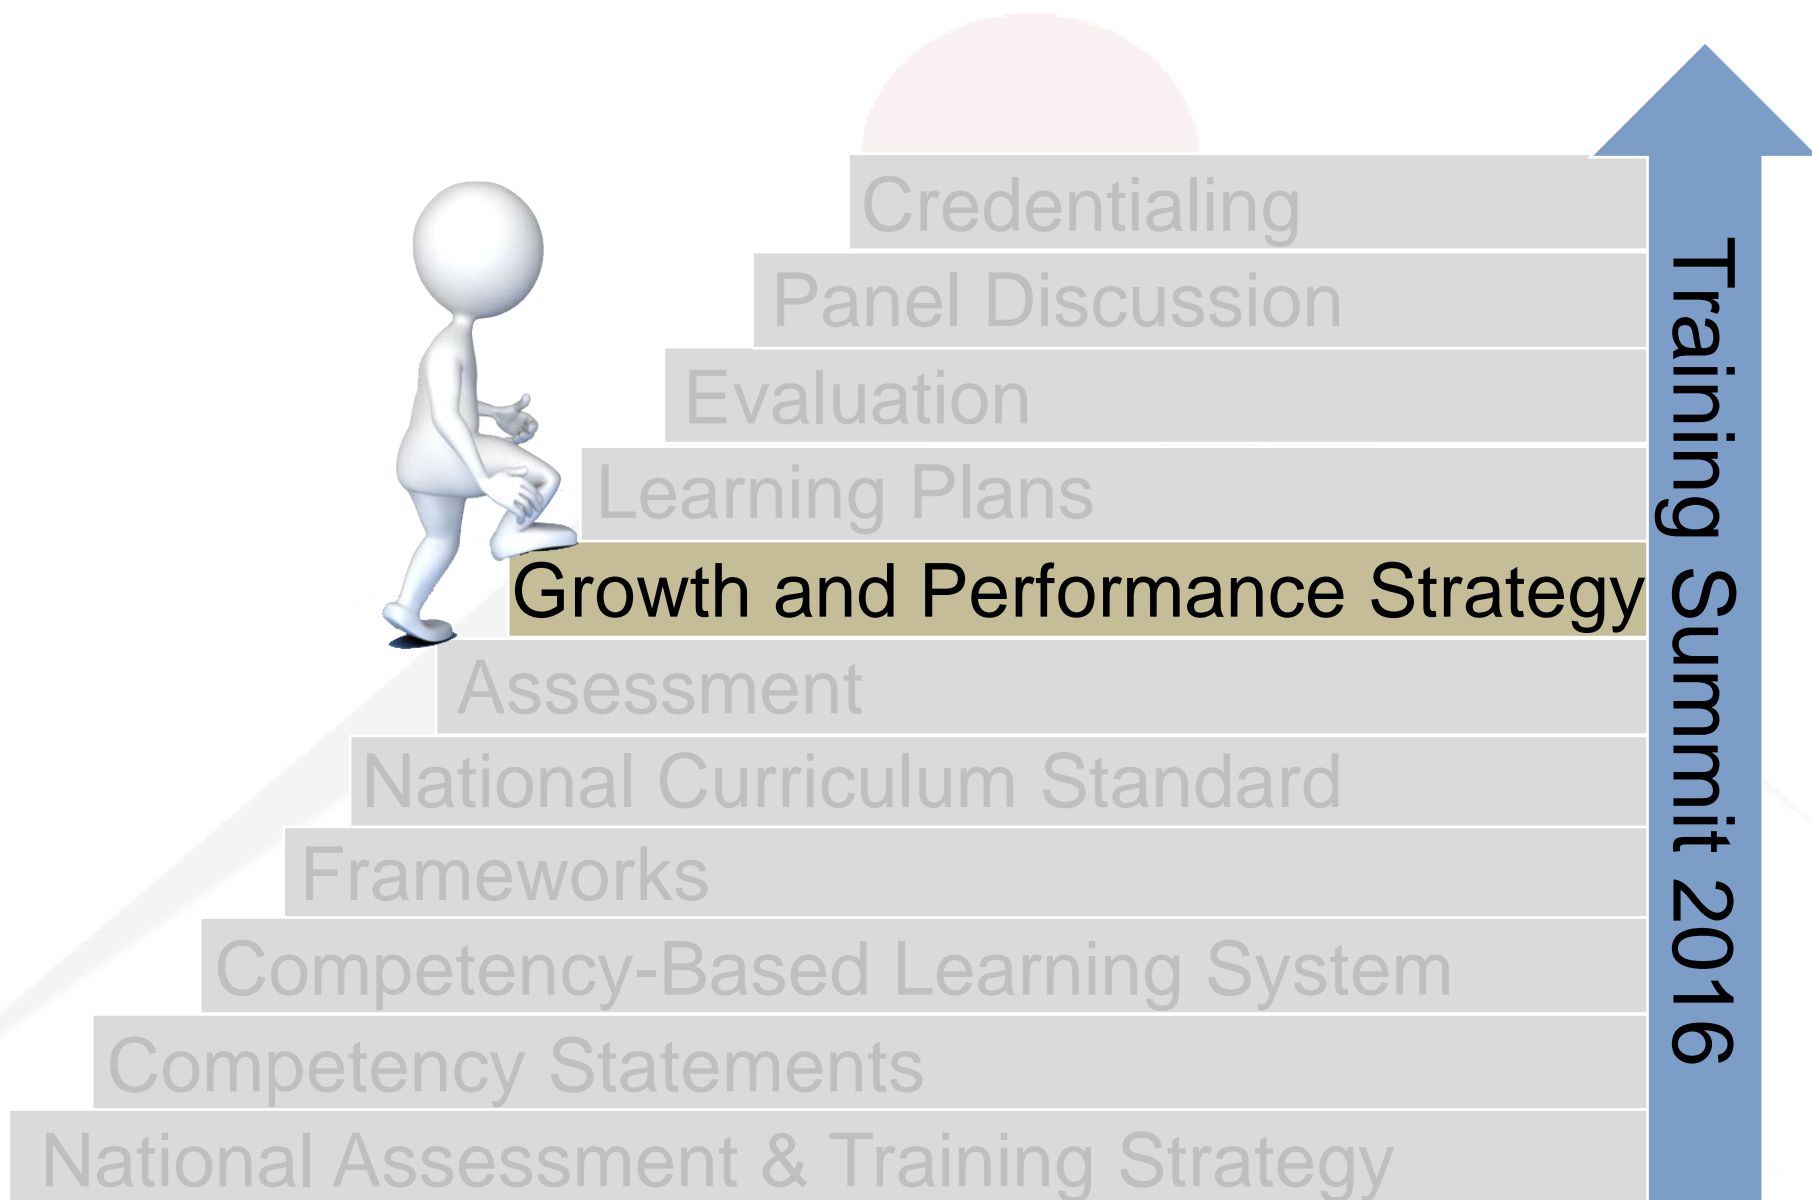 Credentialing
Panel Discussion
Evaluation
Learning Plans
Growth and Performance Strategy
Assessment
National Curriculum Standard
Frameworks
Competency-Based Learning System
Competency Statements
National Assessment & Training Strategy
Training Summit 2016